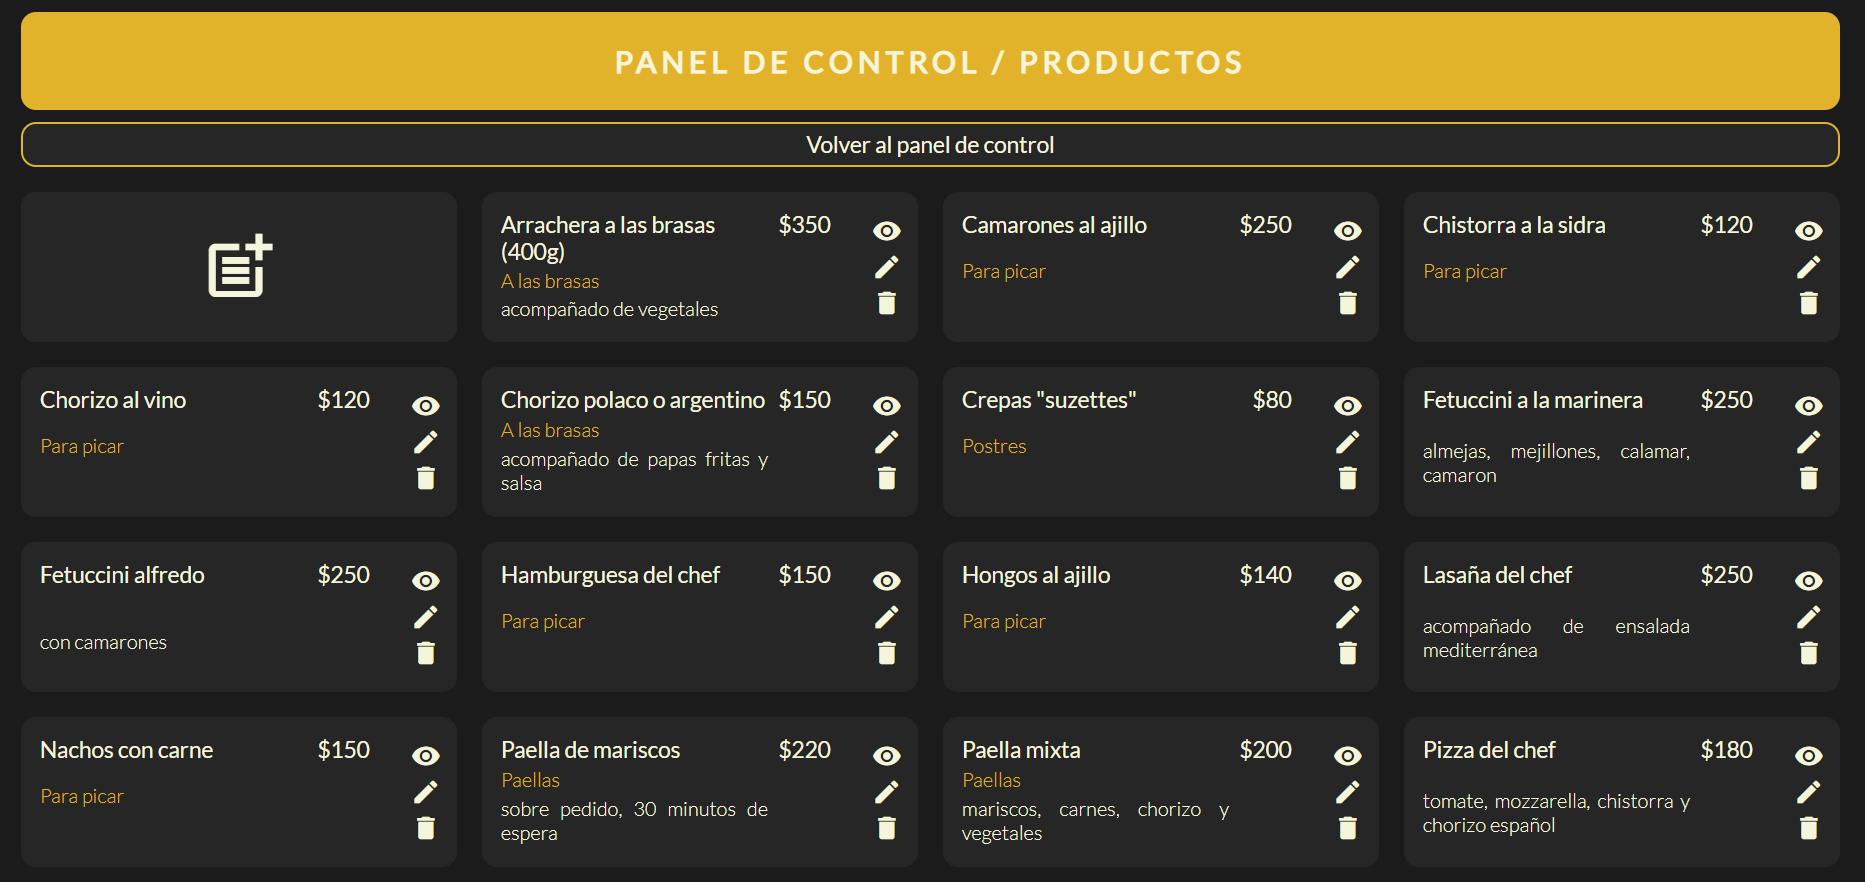 PANEL DE CONTROL / PRODUCTOS
Volver al panel de control
Arrachera a las brasas $350
(400g)
A las brasas
acompañado de vegetales
Camarones al ajillo $250
Para picar
Chistorra a la sidra $120
Para picar
Chorizo al vino $120
Para picar
Chorizo polaco o argentino $150
A las brasas
acompañado de papas fritas y
salsa
Crepas "suzettes" $80
Postres
Fetuccini a la marinera $250
almejas, mejillones, calamar,
camaron
Fetuccini alfredo $250
con camarones
Hamburguesa del chef $150
Para picar
Hongos al ajillo $140
Para picar
Lasaña del chef $250
acompañado de ensalada
mediterránea
Nachos con carne $150
Para picar
Paella de mariscos $220
Paellas
sobre pedido, 30 minutos de
espera
Paella mixta $200
Paellas
mariscos, carnes, chorizo y
vegetales
Pizza del chef $180
tomate, mozzarella, chistorra y
chorizo español